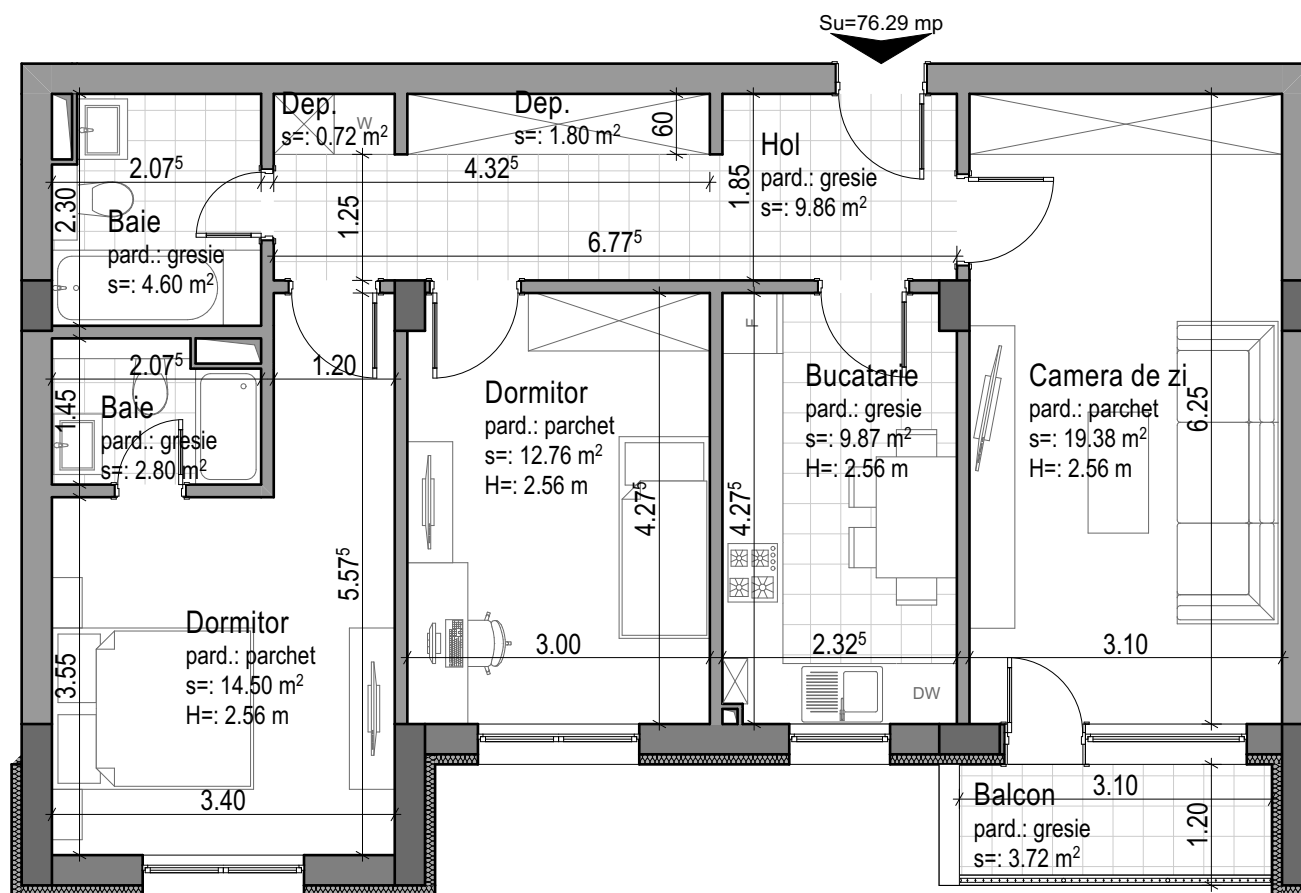 Su=76.29 mp
Dep.
s=: 0.72 m²
W
Dep.
s=: 1.80 m²
60
Hol
pard.: gresie
s=: 9.86 m²
1.85
2.07⁵
4.32⁵
2.30
1.25
6.77⁵
Baie
pard.: gresie
s=: 4.60 m²
F
2.07⁵
1.20
1.45
Baie
pard.: gresie
s=: 2.80 m²
Dormitor
pard.: parchet
s=: 12.76 m²
H=: 2.56 m
4.27⁵
Bucatarie
pard.: gresie
s=: 9.87 m²
H=: 2.56 m
4.27⁵
Camera de zi
pard.: parchet
s=: 19.38 m²
H=: 2.56 m
6.25
5.57⁵
3.55
Dormitor
pard.: parchet
s=: 14.50 m²
H=: 2.56 m
3.00
2.32⁵
3.10
DW
3.40
Balcon
pard.: gresie
s=: 3.72 m²
3.10
1.20